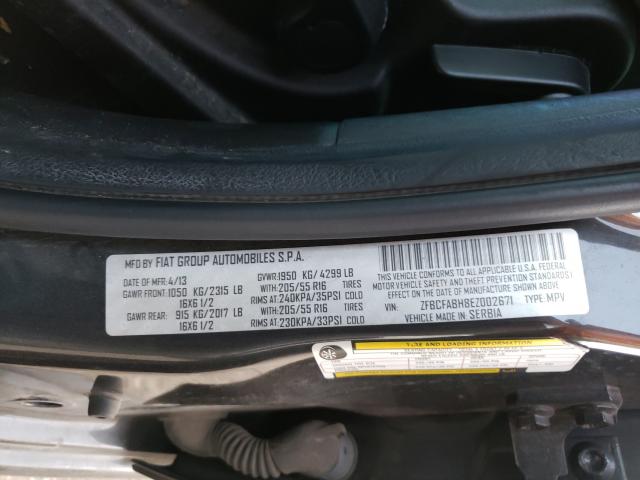 MFD BY FIAT GROUP AUTOMOBILES S.P.A.
DATE OF MFR: 4/13 GVWR:1950 KG/ 4299 LB
GAWR FRONT:1050 KG/2315 LB 205/55 R16 TIRES
16X6 1/2 RIMS AT: 240KPA/35PSI COLD
GAWR REAR: 915 KG/2017 LB 205/55 R16 TIRES
16X6 1/2 RIMS AT: 230KPA/33PSI COLD
THIS VEHICLE CONFORMS TO ALL APPLICABLE FEDERAL
MOTOR VEHICLE SAFETY, BUMPER, AND THEFT
PREVENTION STANDARDS IN EFFECT ON THE DATE OF
MANUFACTURE SHOWN ABOVE.
VIN: ZFBCFABH8EZ002671 TYPE: MPV
VEHICLE MADE IN SERBIA
TIRE AND LOADING INFORMATION